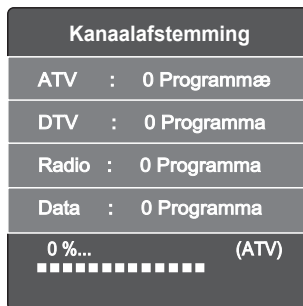 Kanaalafstemming
ATV : 0 Programmæ
DTV : 0 Programma
Radio : 0 Programma
Data : 0 Programma
0 %... (ATV)